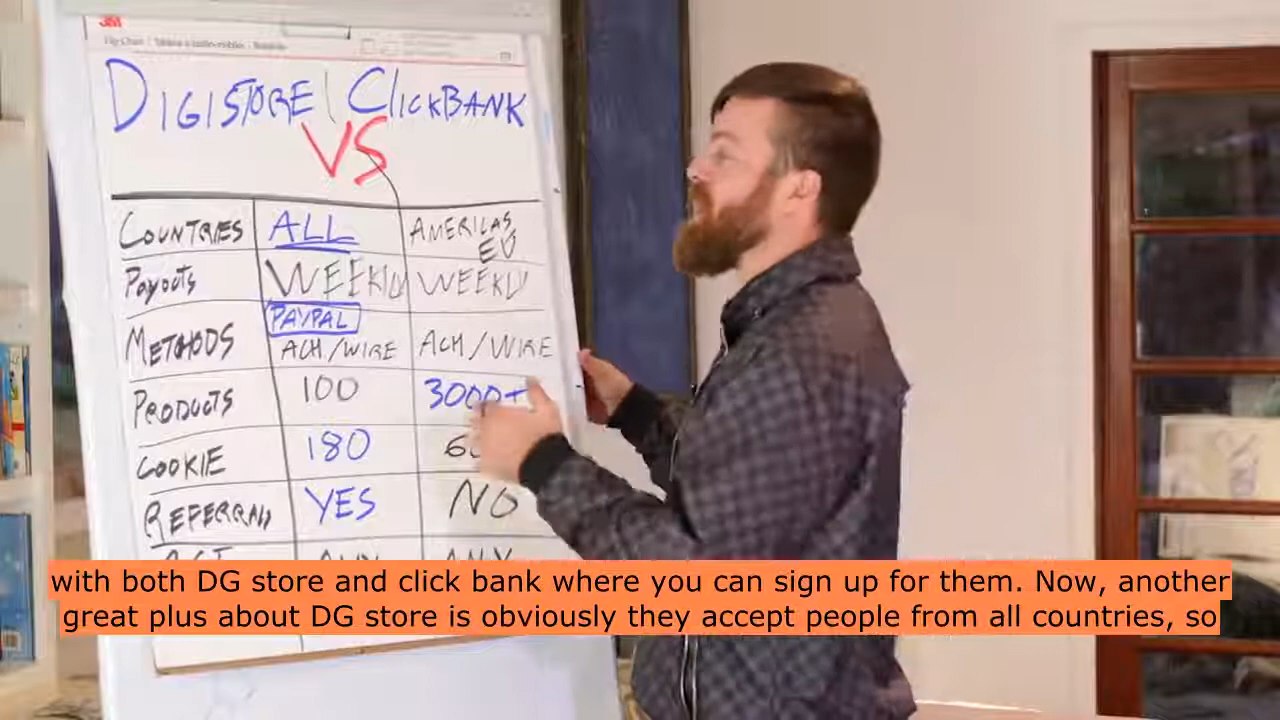 3M
DIGISTORE | CLICKBANK
VS
COUNTRIES ALL AMERICAS
EU
Payouts WEEKLY WEEKLY
METHODS PAYPAL
ACH/WIRE ACH/WIRE
PRODUCTS 100 3000+
COOKIE 180
REFERRALS YES NO
with both DG store and click bank where you can sign up for them. Now, another
great plus about DG store is obviously they accept people from all countries, so